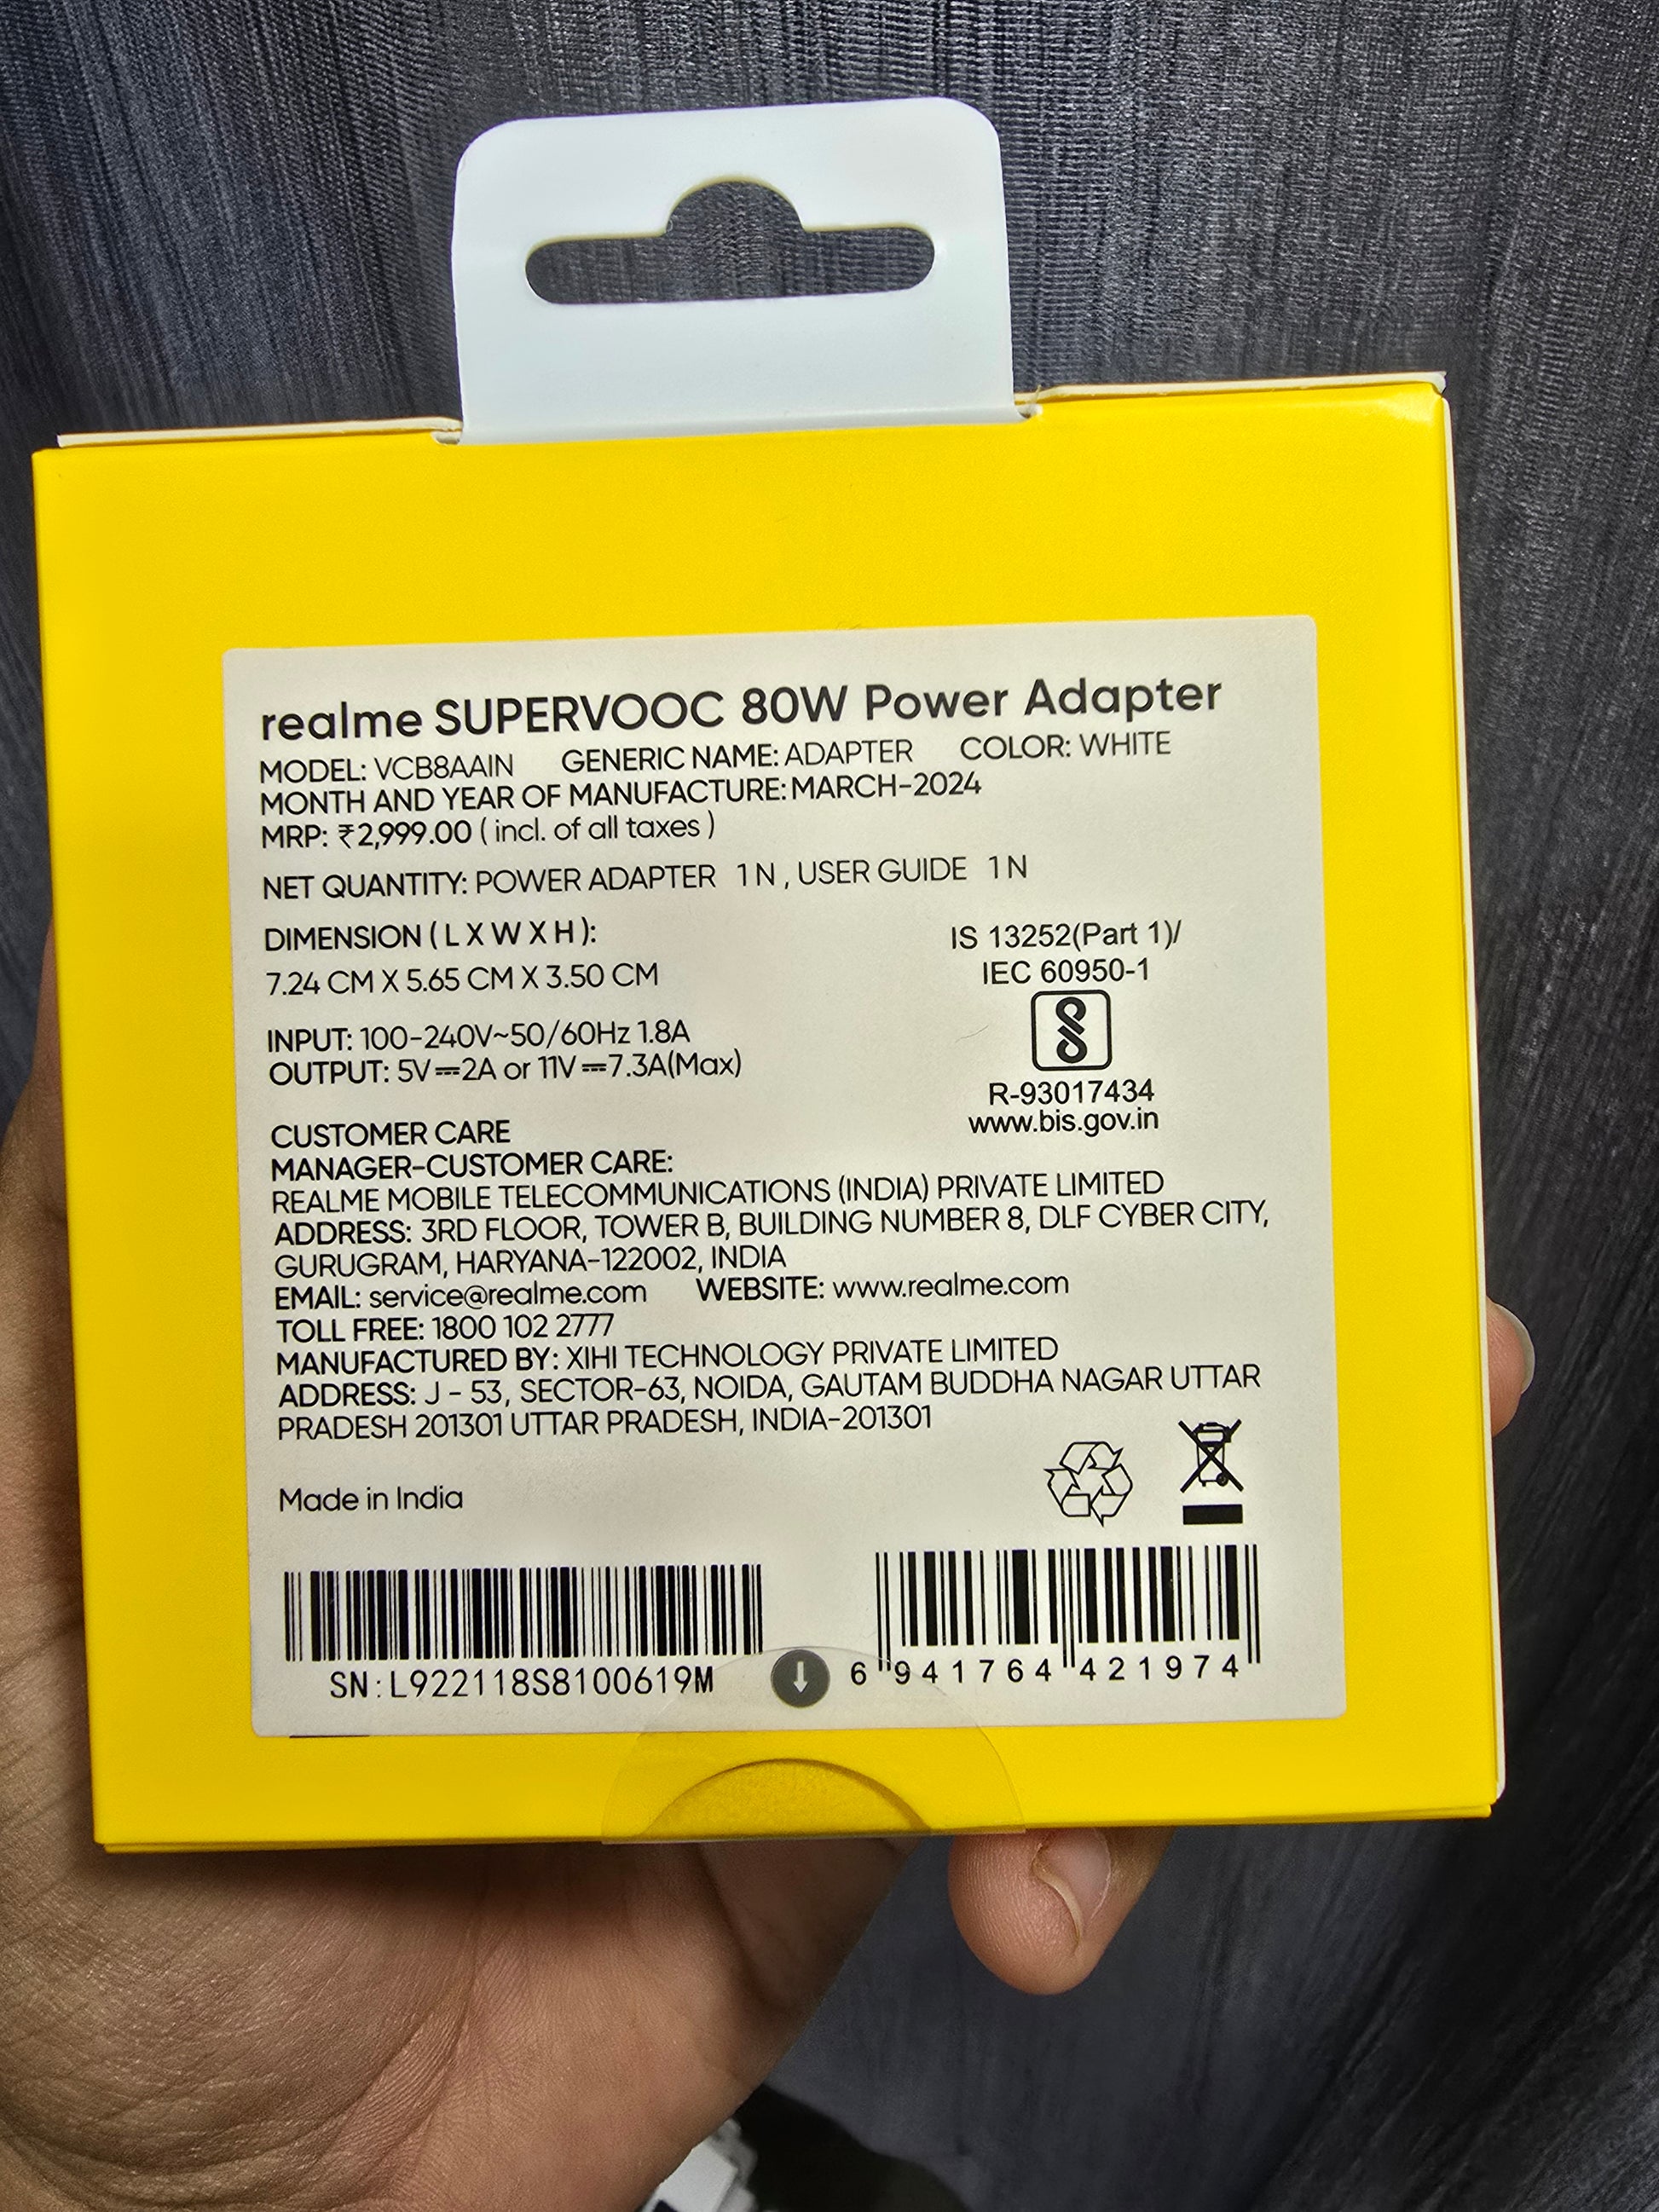 realme SUPERVOOC 80W Power Adapter
MODEL: VCB8AAIN GENERIC NAME: ADAPTER COLOR: WHITE
MONTH AND YEAR OF MANUFACTURE: MARCH-2024
MRP: ₹2,999.00 ( incl. of all taxes )
NET QUANTITY: POWER ADAPTER 1 N , USER GUIDE 1 N
DIMENSION ( L X W X H ):
7.24 CM X 5.65 CM X 3.50 CM
IS 13252(Part 1)/
IEC 60950-1
R-93017434
www.bis.gov.in
INPUT: 100-240V~50/60Hz 1.8A
OUTPUT: 5V⎓2A or 11V⎓7.3A(Max)
CUSTOMER CARE
MANAGER-CUSTOMER CARE:
REALME MOBILE TELECOMMUNICATIONS (INDIA) PRIVATE LIMITED
ADDRESS: 3RD FLOOR, TOWER B, BUILDING NUMBER 8, DLF CYBER CITY,
GURUGRAM, HARYANA-122002, INDIA
EMAIL: service@realme.com WEBSITE: www.realme.com
TOLL FREE: 1800 102 2777
MANUFACTURED BY: XIHI TECHNOLOGY PRIVATE LIMITED
ADDRESS: J - 53, SECTOR-63, NOIDA, GAUTAM BUDDHA NAGAR UTTAR
PRADESH 201301 UTTAR PRADESH, INDIA-201301
Made in India
SN:L922118S8100619M
6 941764 421974